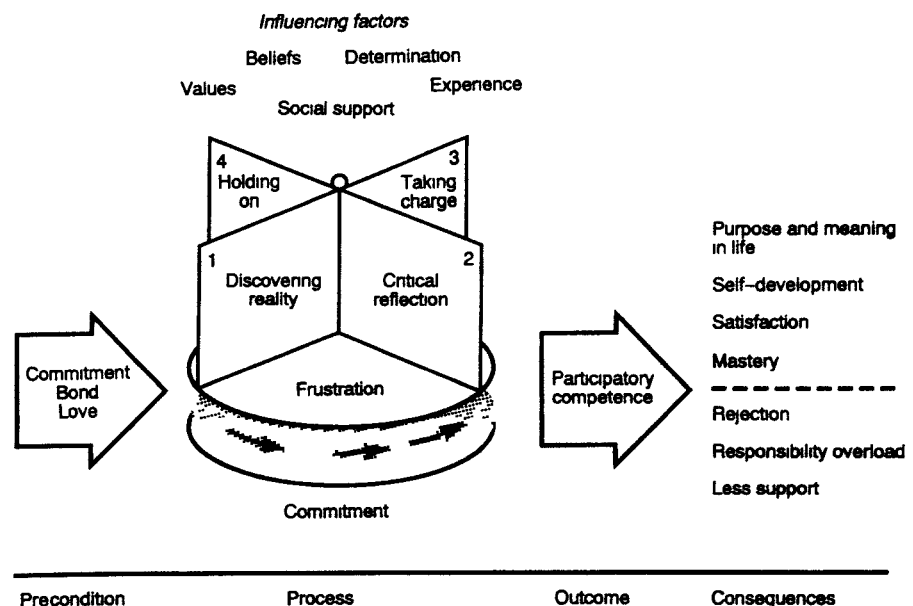 Influencing factors
Beliefs Determination
Values Experience
Social support
4 3
Holding on Taking charge
1 2
Discovering reality Critical reflection
Frustration
Commitment
Commitment
Bond
Love
Participatory
competence
Purpose and meaning
in life
Self-development
Satisfaction
Mastery
Rejection
Responsibility overload
Less support
Precondition Process Outcome Consequences